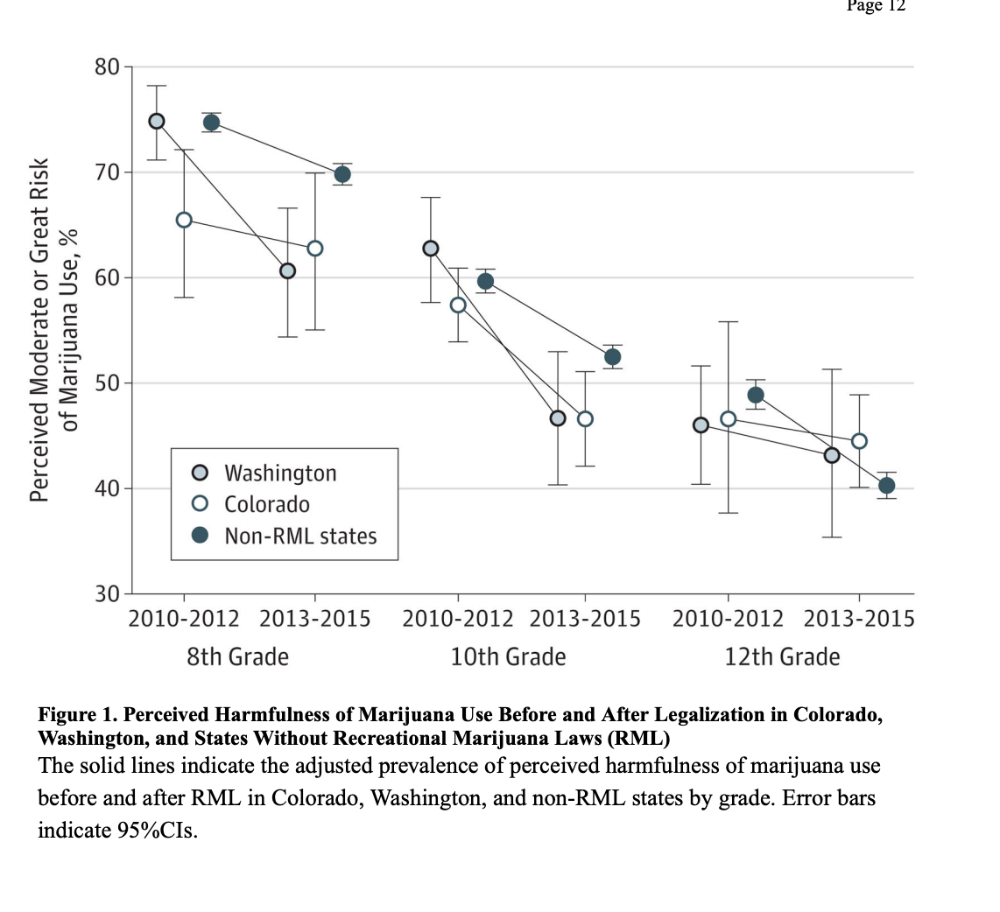 Page 12
80
70
60
50
40
30
Perceived Moderate or Great Risk
of Marijuana Use, %
Washington
Colorado
Non-RML states
2010-2012 2013-2015 2010-2012 2013-2015 2010-2012 2013-2015
8th Grade 10th Grade 12th Grade
Figure 1. Perceived Harmfulness of Marijuana Use Before and After Legalization in Colorado,
Washington, and States Without Recreational Marijuana Laws (RML)
The solid lines indicate the adjusted prevalence of perceived harmfulness of marijuana use
before and after RML in Colorado, Washington, and non-RML states by grade. Error bars
indicate 95%CIs.